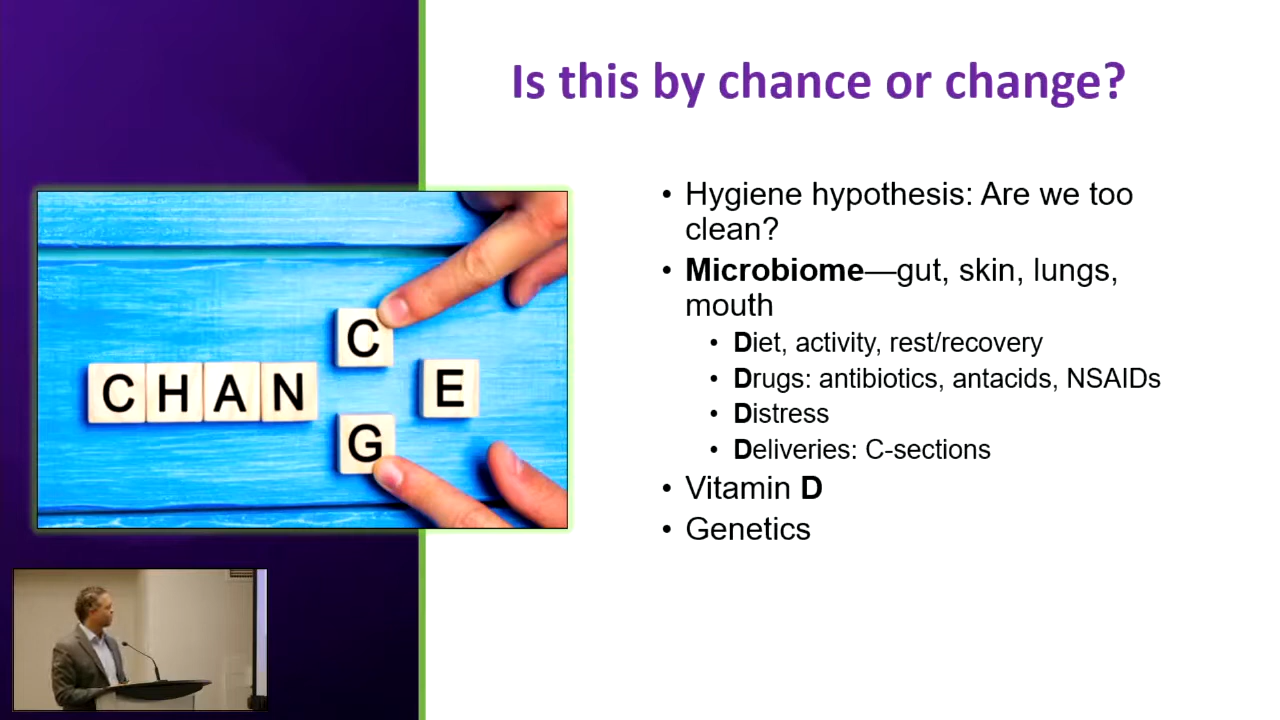 Is this by chance or change?
C
CHAN E
G
• Hygiene hypothesis: Are we too
clean?
• Microbiome—gut, skin, lungs,
mouth
• Diet, activity, rest/recovery
• Drugs: antibiotics, antacids, NSAIDs
• Distress
• Deliveries: C-sections
• Vitamin D
• Genetics